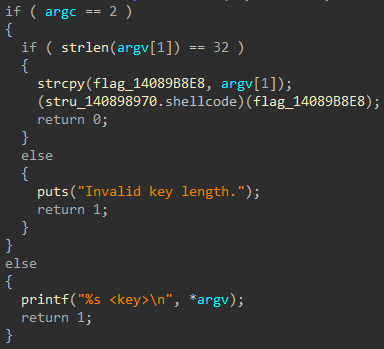 if ( argc == 2 )
{
  if ( strlen(argv[1]) == 32 )
  {
    strcpy(flag_14089B8E8, argv[1]);
    (stru_140898970.shellcode)(flag_14089B8E8);
    return 0;
  }
  else
  {
    puts("Invalid key length.");
    return 1;
  }
}
else
{
  printf("%s <key>\n", *argv);
  return 1;
}